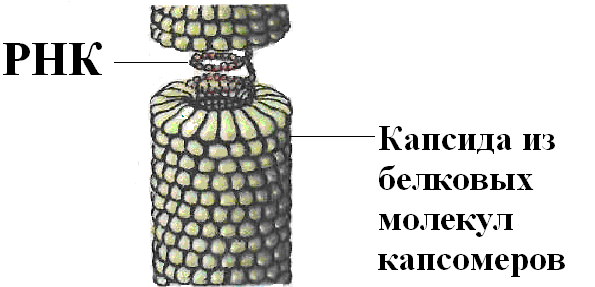 РНК
Капсида из
белковых
молекул
капсомеров